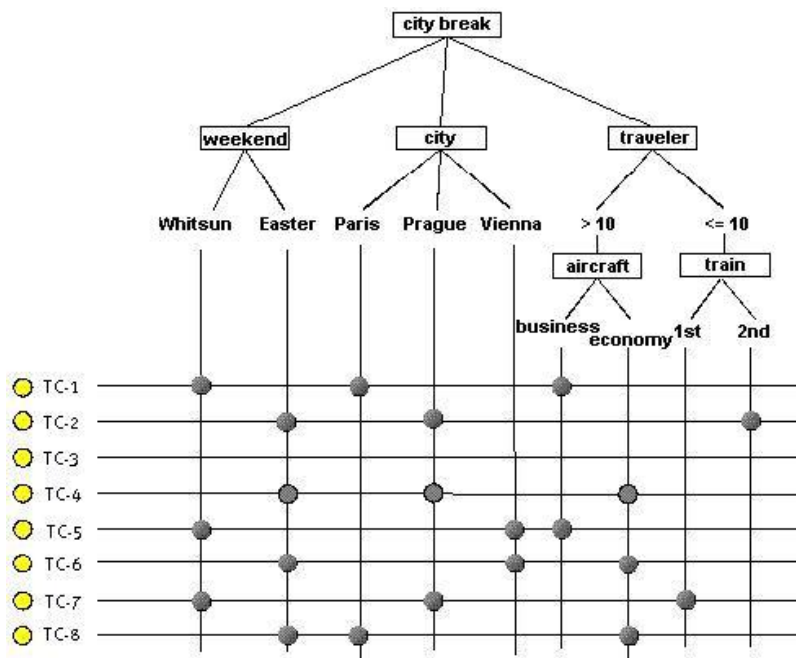 city break
weekend city traveler
Whitsun Easter Paris Prague Vienna > 10 <= 10
aircraft train
business economy 1st 2nd
TC-1
TC-2
TC-3
TC-4
TC-5
TC-6
TC-7
TC-8